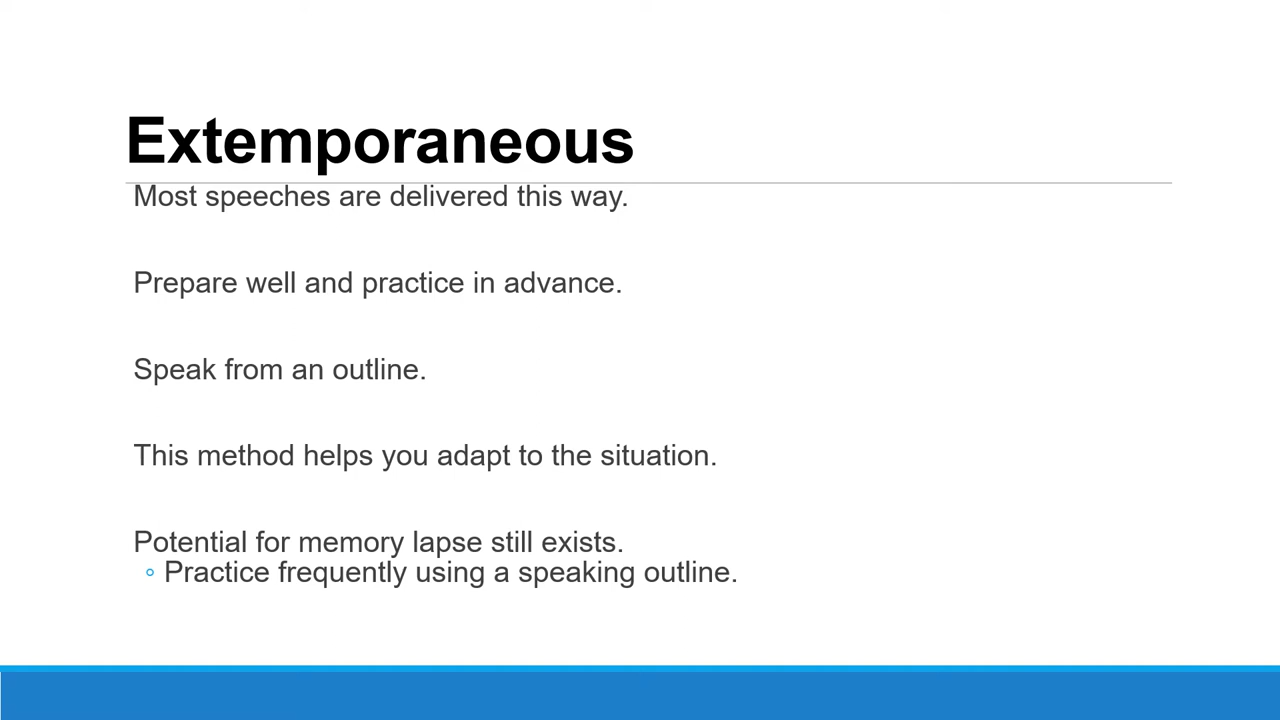 Extemporaneous
Most speeches are delivered this way.
Prepare well and practice in advance.
Speak from an outline.
This method helps you adapt to the situation.
Potential for memory lapse still exists.
◦ Practice frequently using a speaking outline.